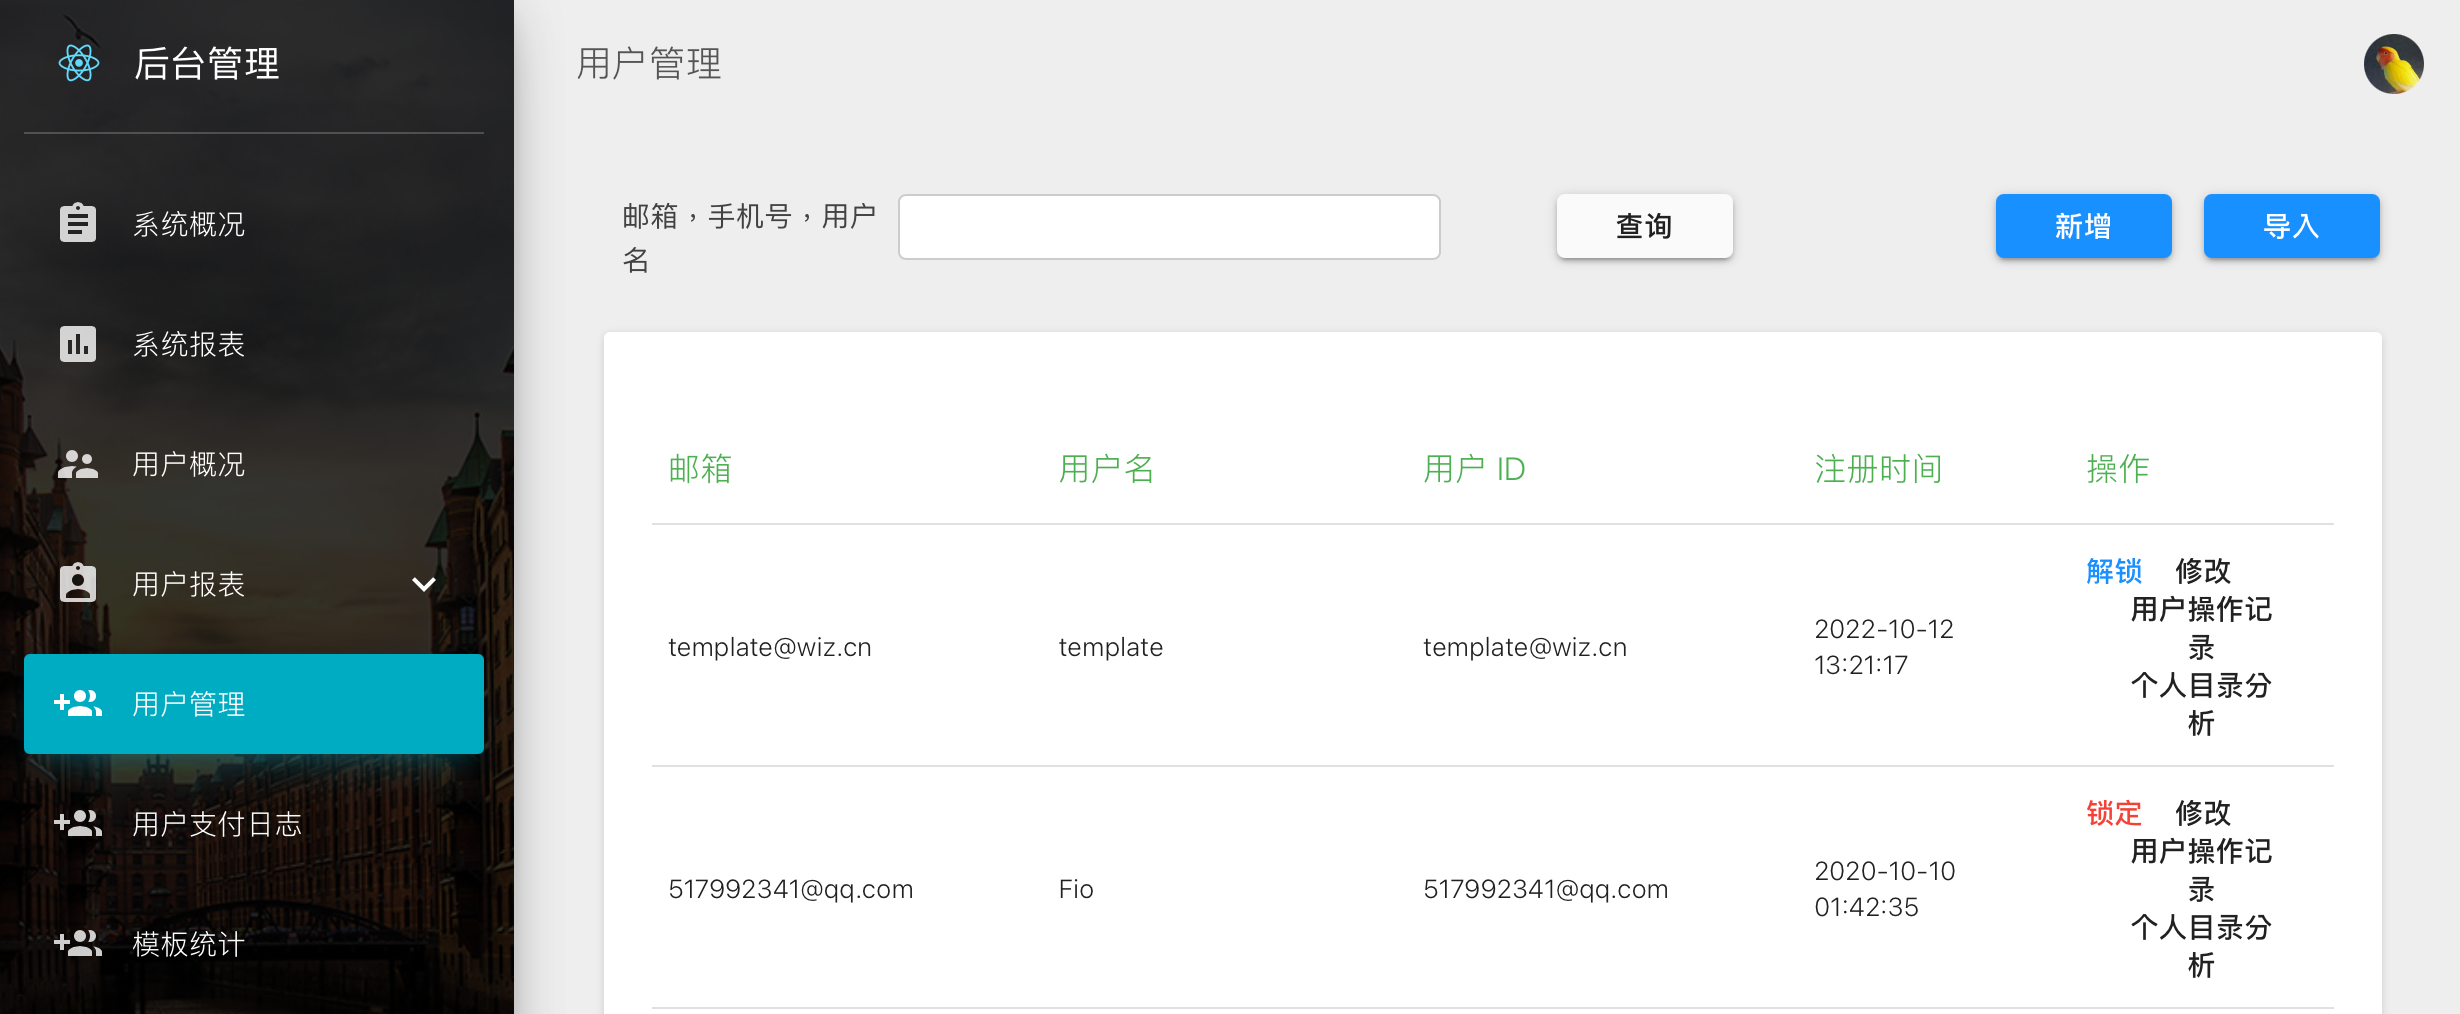 后台管理
系统概况
系统报表
用户概况
用户报表
用户管理
用户支付日志
模板统计
用户管理
邮箱，手机号，用户
名
查询
新增
导入
邮箱 用户名 用户 ID 注册时间 操作
template@wiz.cn template template@wiz.cn 2022-10-12
13:21:17
解锁 修改
用户操作记
录
个人目录分
析
517992341@qq.com Fio 517992341@qq.com 2020-10-10
01:42:35
锁定 修改
用户操作记
录
个人目录分
析